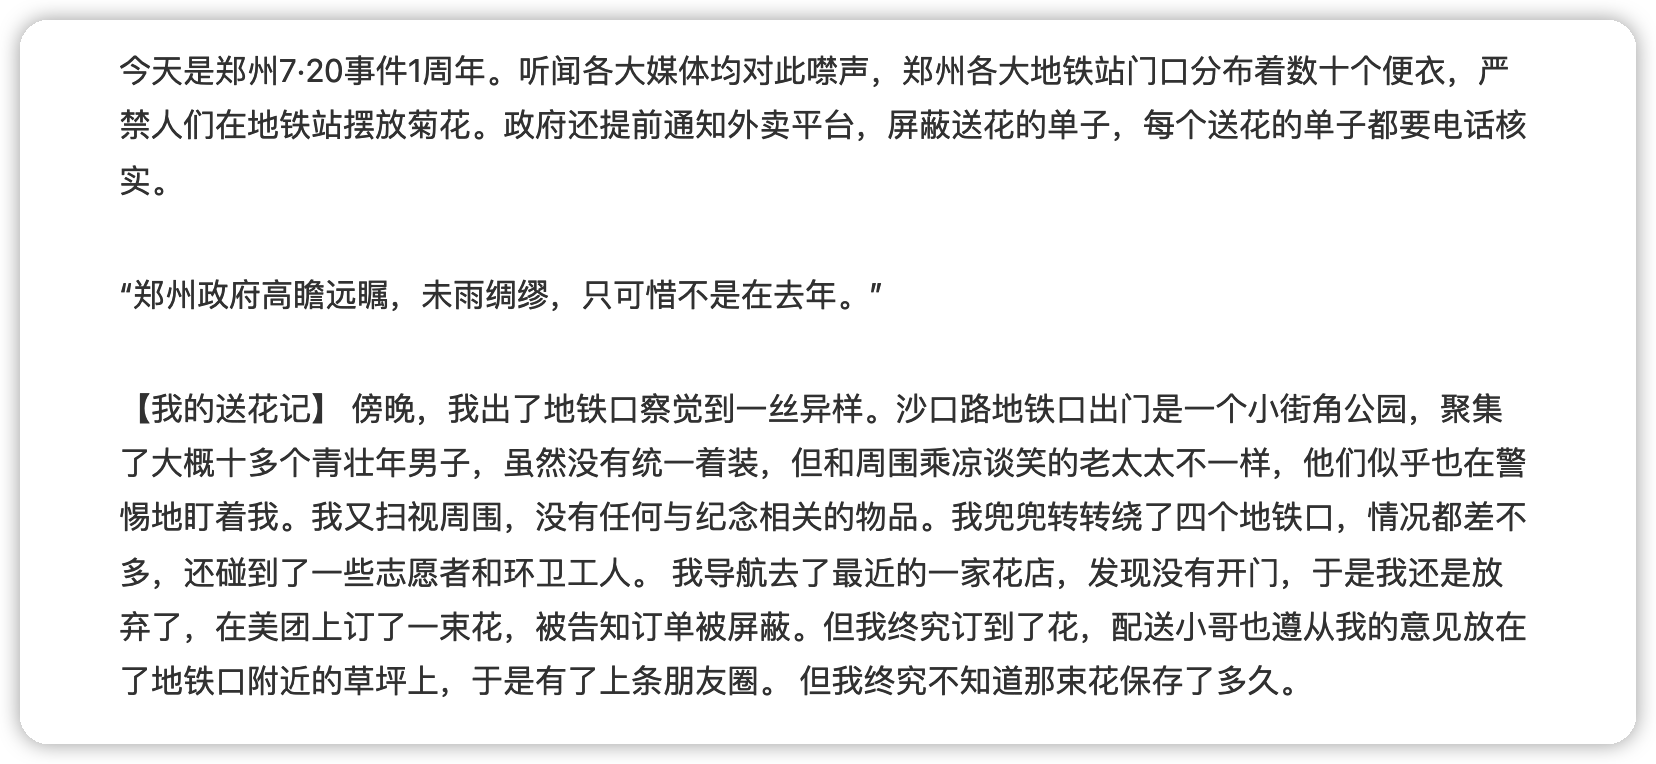 今天是郑州7·20事件1周年。听闻各大媒体均对此噤声，郑州各大地铁站门口分布着数十个便衣，严
禁人们在地铁站摆放菊花。政府还提前通知外卖平台，屏蔽送花的单子，每个送花的单子都要电话核
实。
“郑州政府高瞻远瞩，未雨绸缪，只可惜不是在去年。”
【我的送花记】 傍晚，我出了地铁口察觉到一丝异样。沙口路地铁口出门是一个小街角公园，聚集
了大概十多个青壮年男子，虽然没有统一着装，但和周围乘凉谈笑的老太太不一样，他们似乎也在警
惕地盯着我。我又扫视周围，没有任何与纪念相关的物品。我兜兜转转绕了四个地铁口，情况都差不
多，还碰到了一些志愿者和环卫工人。 我导航去了最近的一家花店，发现没有开门，于是我还是放
弃了，在美团上订了一束花，被告知订单被屏蔽。但我终究订到了花，配送小哥也遵从我的意见放在
了地铁口附近的草坪上，于是有了上条朋友圈。 但我终究不知道那束花保存了多久。